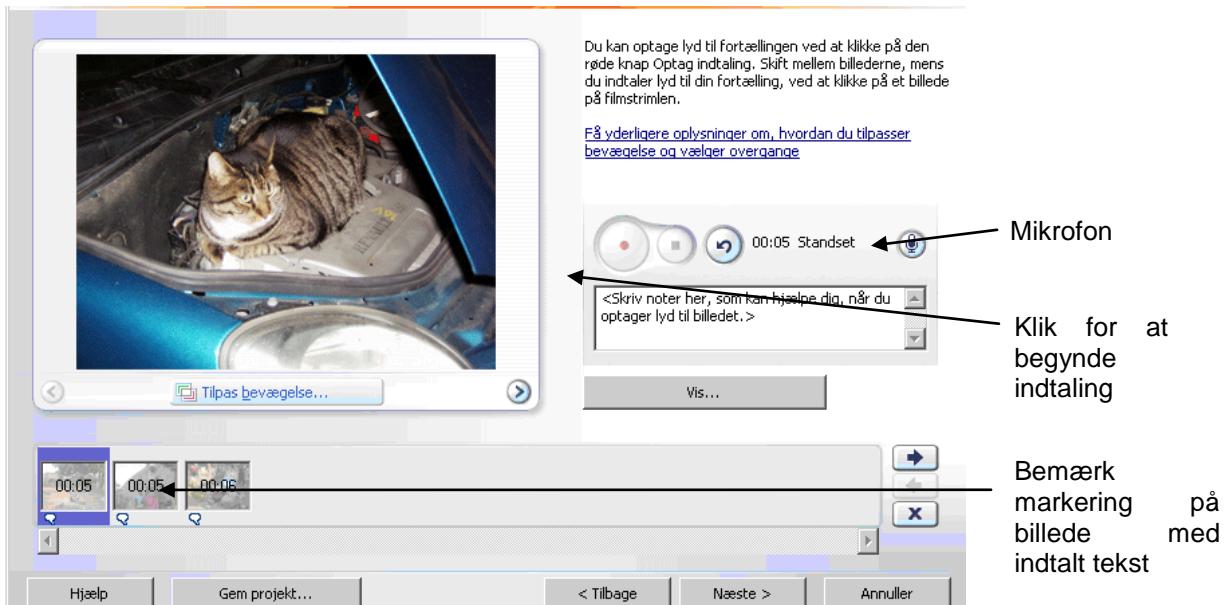 Du kan optage lyd til fortællingen ved at klikke på den
røde knap Optag indtaling. Skift mellem billederne, mens
du indtaler lyd til din fortælling, ved at klikke på et billede
på filmstrimlen.
Få yderligere oplysninger om, hvordan du tilpasser
bevægelse og vælger overgange
00:05 Standset
Mikrofon
<Skriv noter her, som kan hjælpe dig, når du
optager lyd til billedet.>
Klik for at
begynde
indtaling
Tilpas bevægelse...
Vis...
00:05 00:05 00:06
Bemærk
markering på
billede med
indtalt tekst
Hjælp
Gem projekt...
< Tilbage
Næste >
Annuller